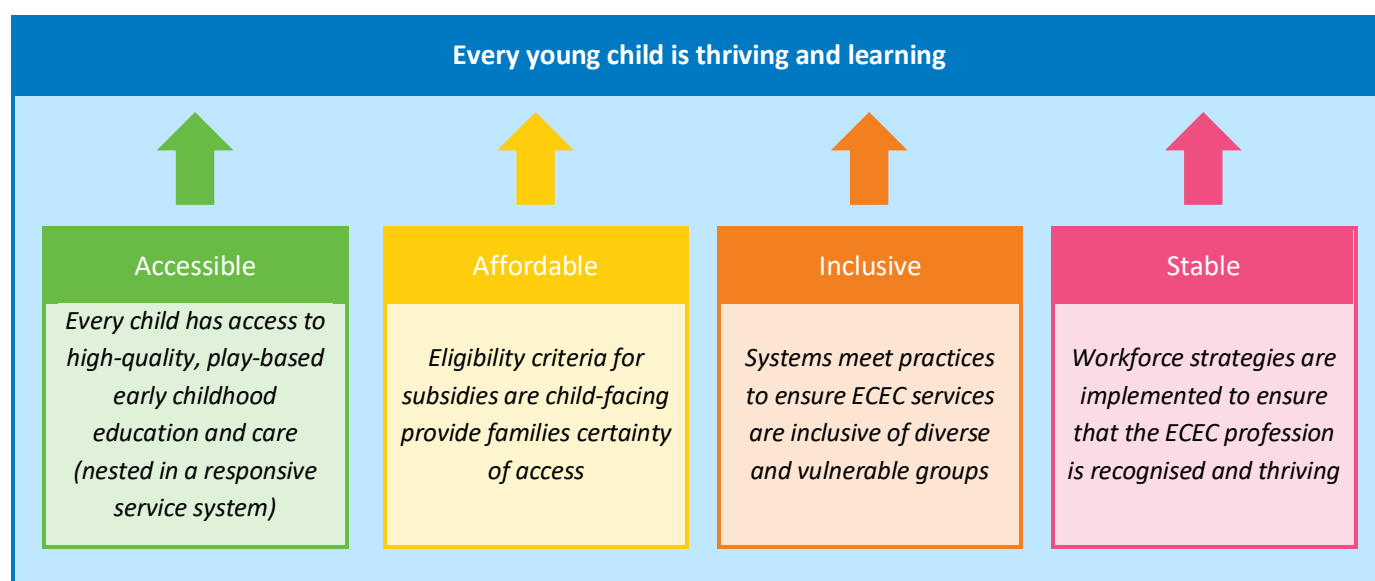 Every young child is thriving and learning
Accessible
Every child has access to
high-quality, play-based
early childhood
education and care
(nested in a responsive
service system)
Affordable
Eligibility criteria for
subsidies are child-facing
provide families certainty
of access
Inclusive
Systems meet practices
to ensure ECEC services
are inclusive of diverse
and vulnerable groups
Stable
Workforce strategies are
implemented to ensure
that the ECEC profession
is recognised and thriving